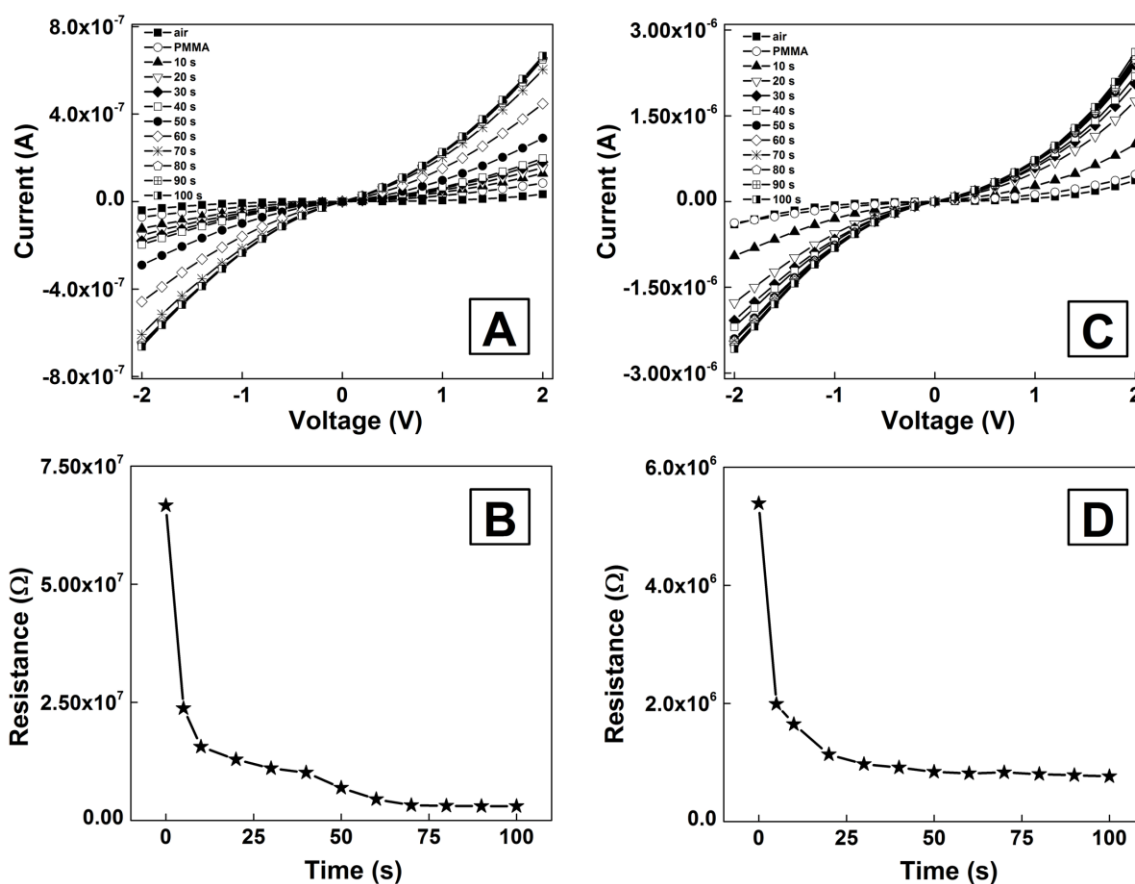 8.0x10⁻⁷
4.0x10⁻⁷
0.0
-4.0x10⁻⁷
-8.0x10⁻⁷
Current (A)
air
PMMA
10 s
20 s
30 s
40 s
50 s
60 s
70 s
80 s
90 s
100 s
A
-2
-1
0
1
2
Voltage (V)
3.00x10⁻⁶
1.50x10⁻⁶
0.00
-1.50x10⁻⁶
-3.00x10⁻⁶
Current (A)
air
PMMA
10 s
20 s
30 s
40 s
50 s
60 s
70 s
80 s
90 s
100 s
C
-2
-1
0
1
2
Voltage (V)
7.50x10⁷
5.00x10⁷
2.50x10⁷
0.00
Resistance (Ω)
B
0
25
50
75
100
Time (s)
6.0x10⁶
4.0x10⁶
2.0x10⁶
0.0
Resistance (Ω)
D
0
25
50
75
100
Time (s)